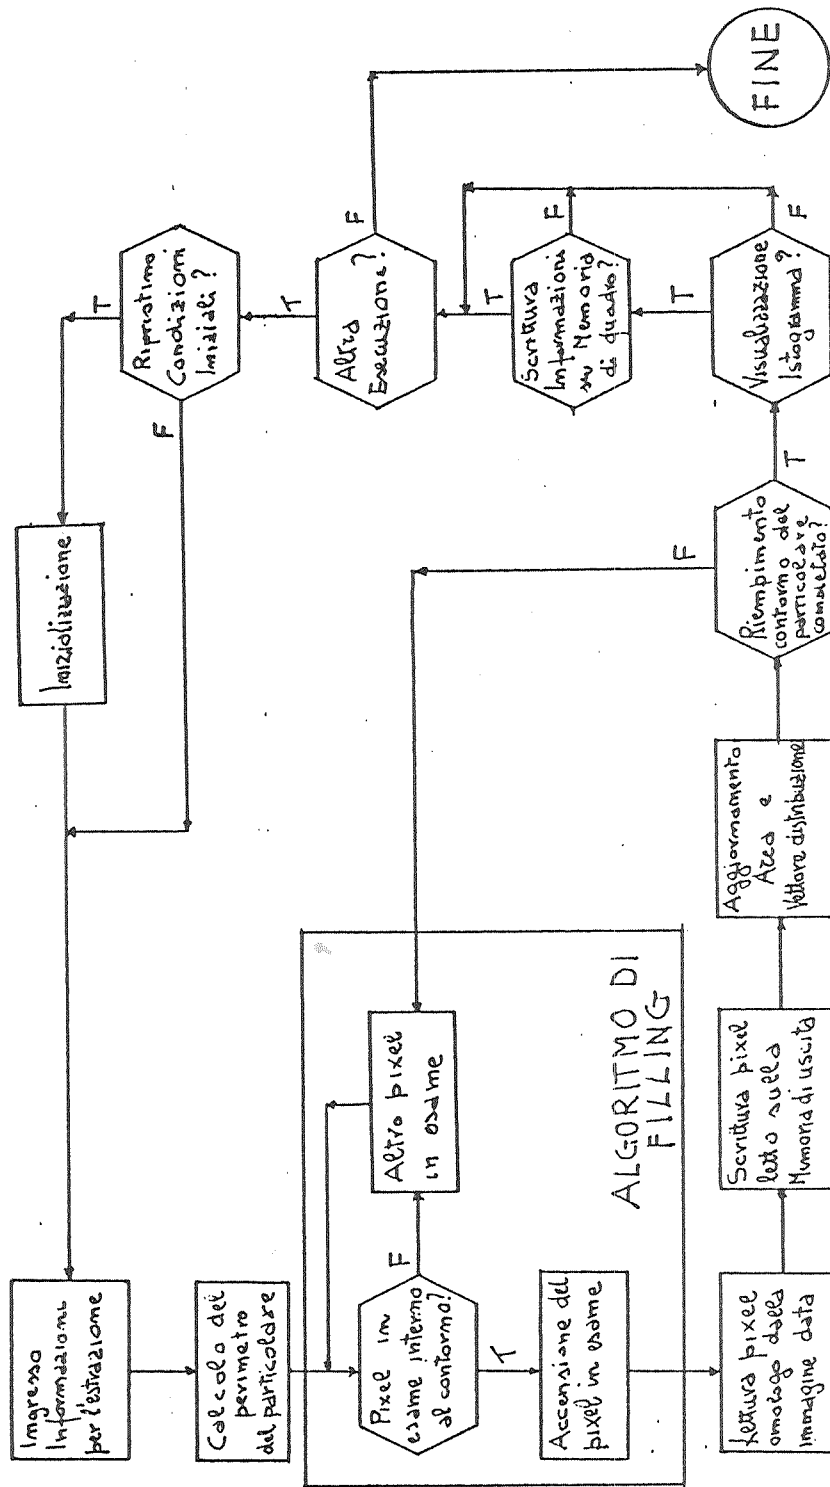 Ingresso
Informazioni
per l'estrazione
Calcolo del
perimetro
del particolare
Pixel in
esame interno
al contorno?
F
T
Altro pixel
in esame
Accensione del
pixel in esame
ALGORITMO DI
FILLING
Lettura pixel
omologo dalla
immagine data
Scrittura pixel
letto sulla
Memoria di uscita
Aggiornamento
Area e
Vettore distribuzione
Riempimento
contorno del
particolare
completato?
F
T
Visualizzazione
Istogramma?
T
F
Scrittura
Informazioni
su Memoria
di quadro?
T
F
Altra
Esecuzione?
T
F
Ripristino
Condizioni
Iniziali?
T
F
Inizializzazione
FINE